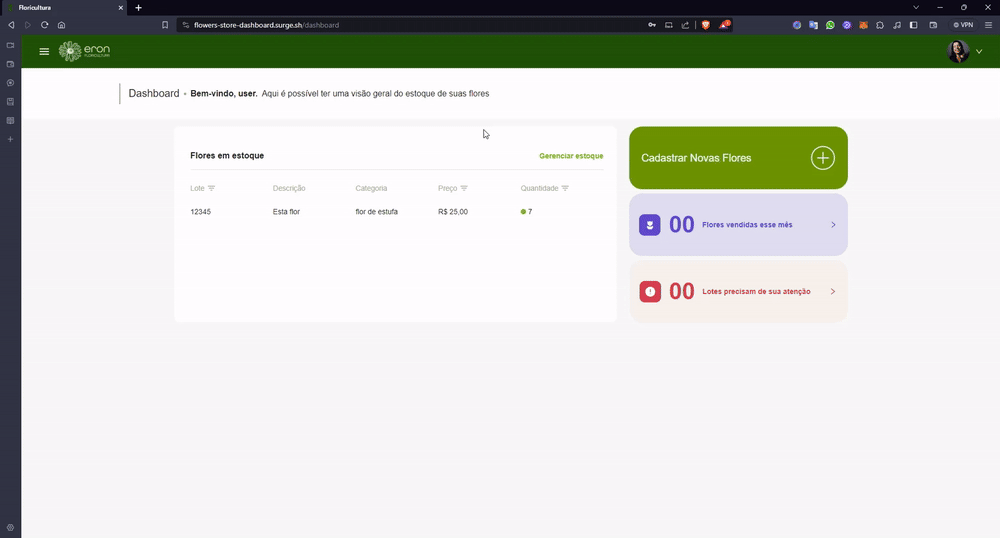 Floricultura
flowers-store-dashboard.surge.sh/dashboard
VPN
eron
FLORICULTURA
Dashboard • Bem-vindo, user. Aqui é possível ter uma visão geral do estoque de suas flores
Flores em estoque
Gerenciar estoque
Lote Descrição Categoria Preço Quantidade
12345 Esta flor flor de estufa R$ 25,00 7
Cadastrar Novas Flores
00 Flores vendidas esse mês
00 Lotes precisam de sua atenção